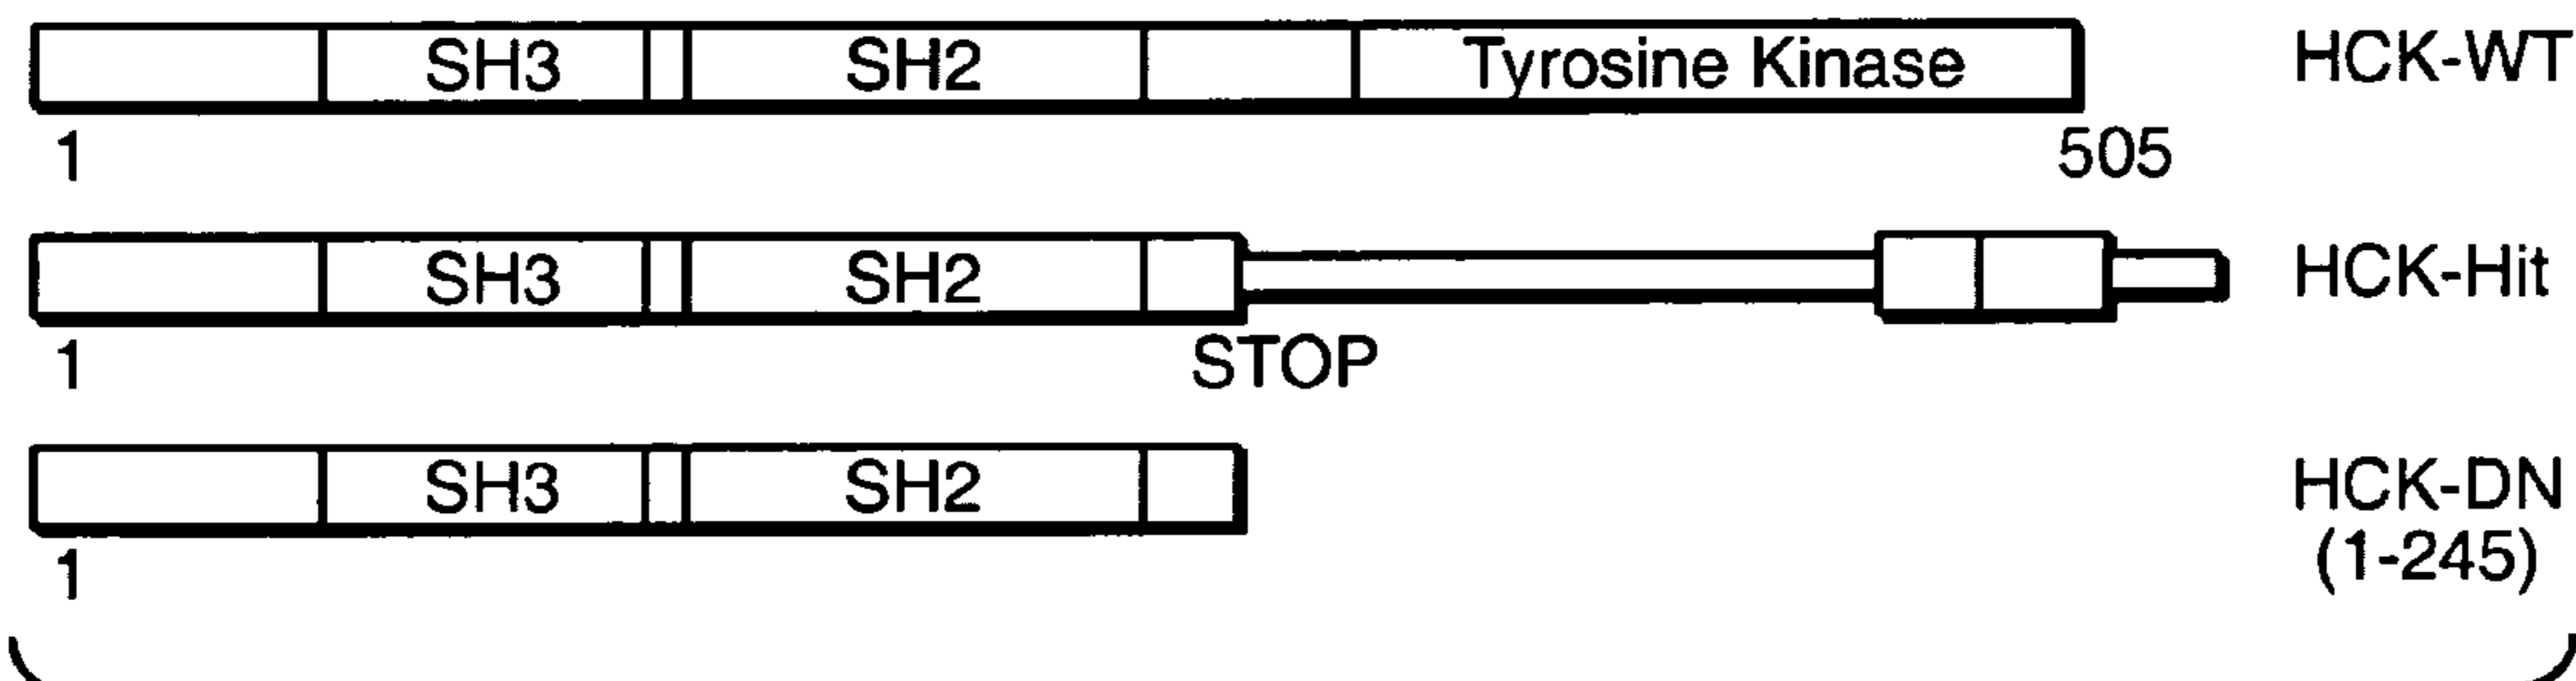 SH3 SH2 Tyrosine Kinase HCK-WT
1 505
SH3 SH2 HCK-Hit
1 STOP
SH3 SH2 HCK-DN
1 (1-245)